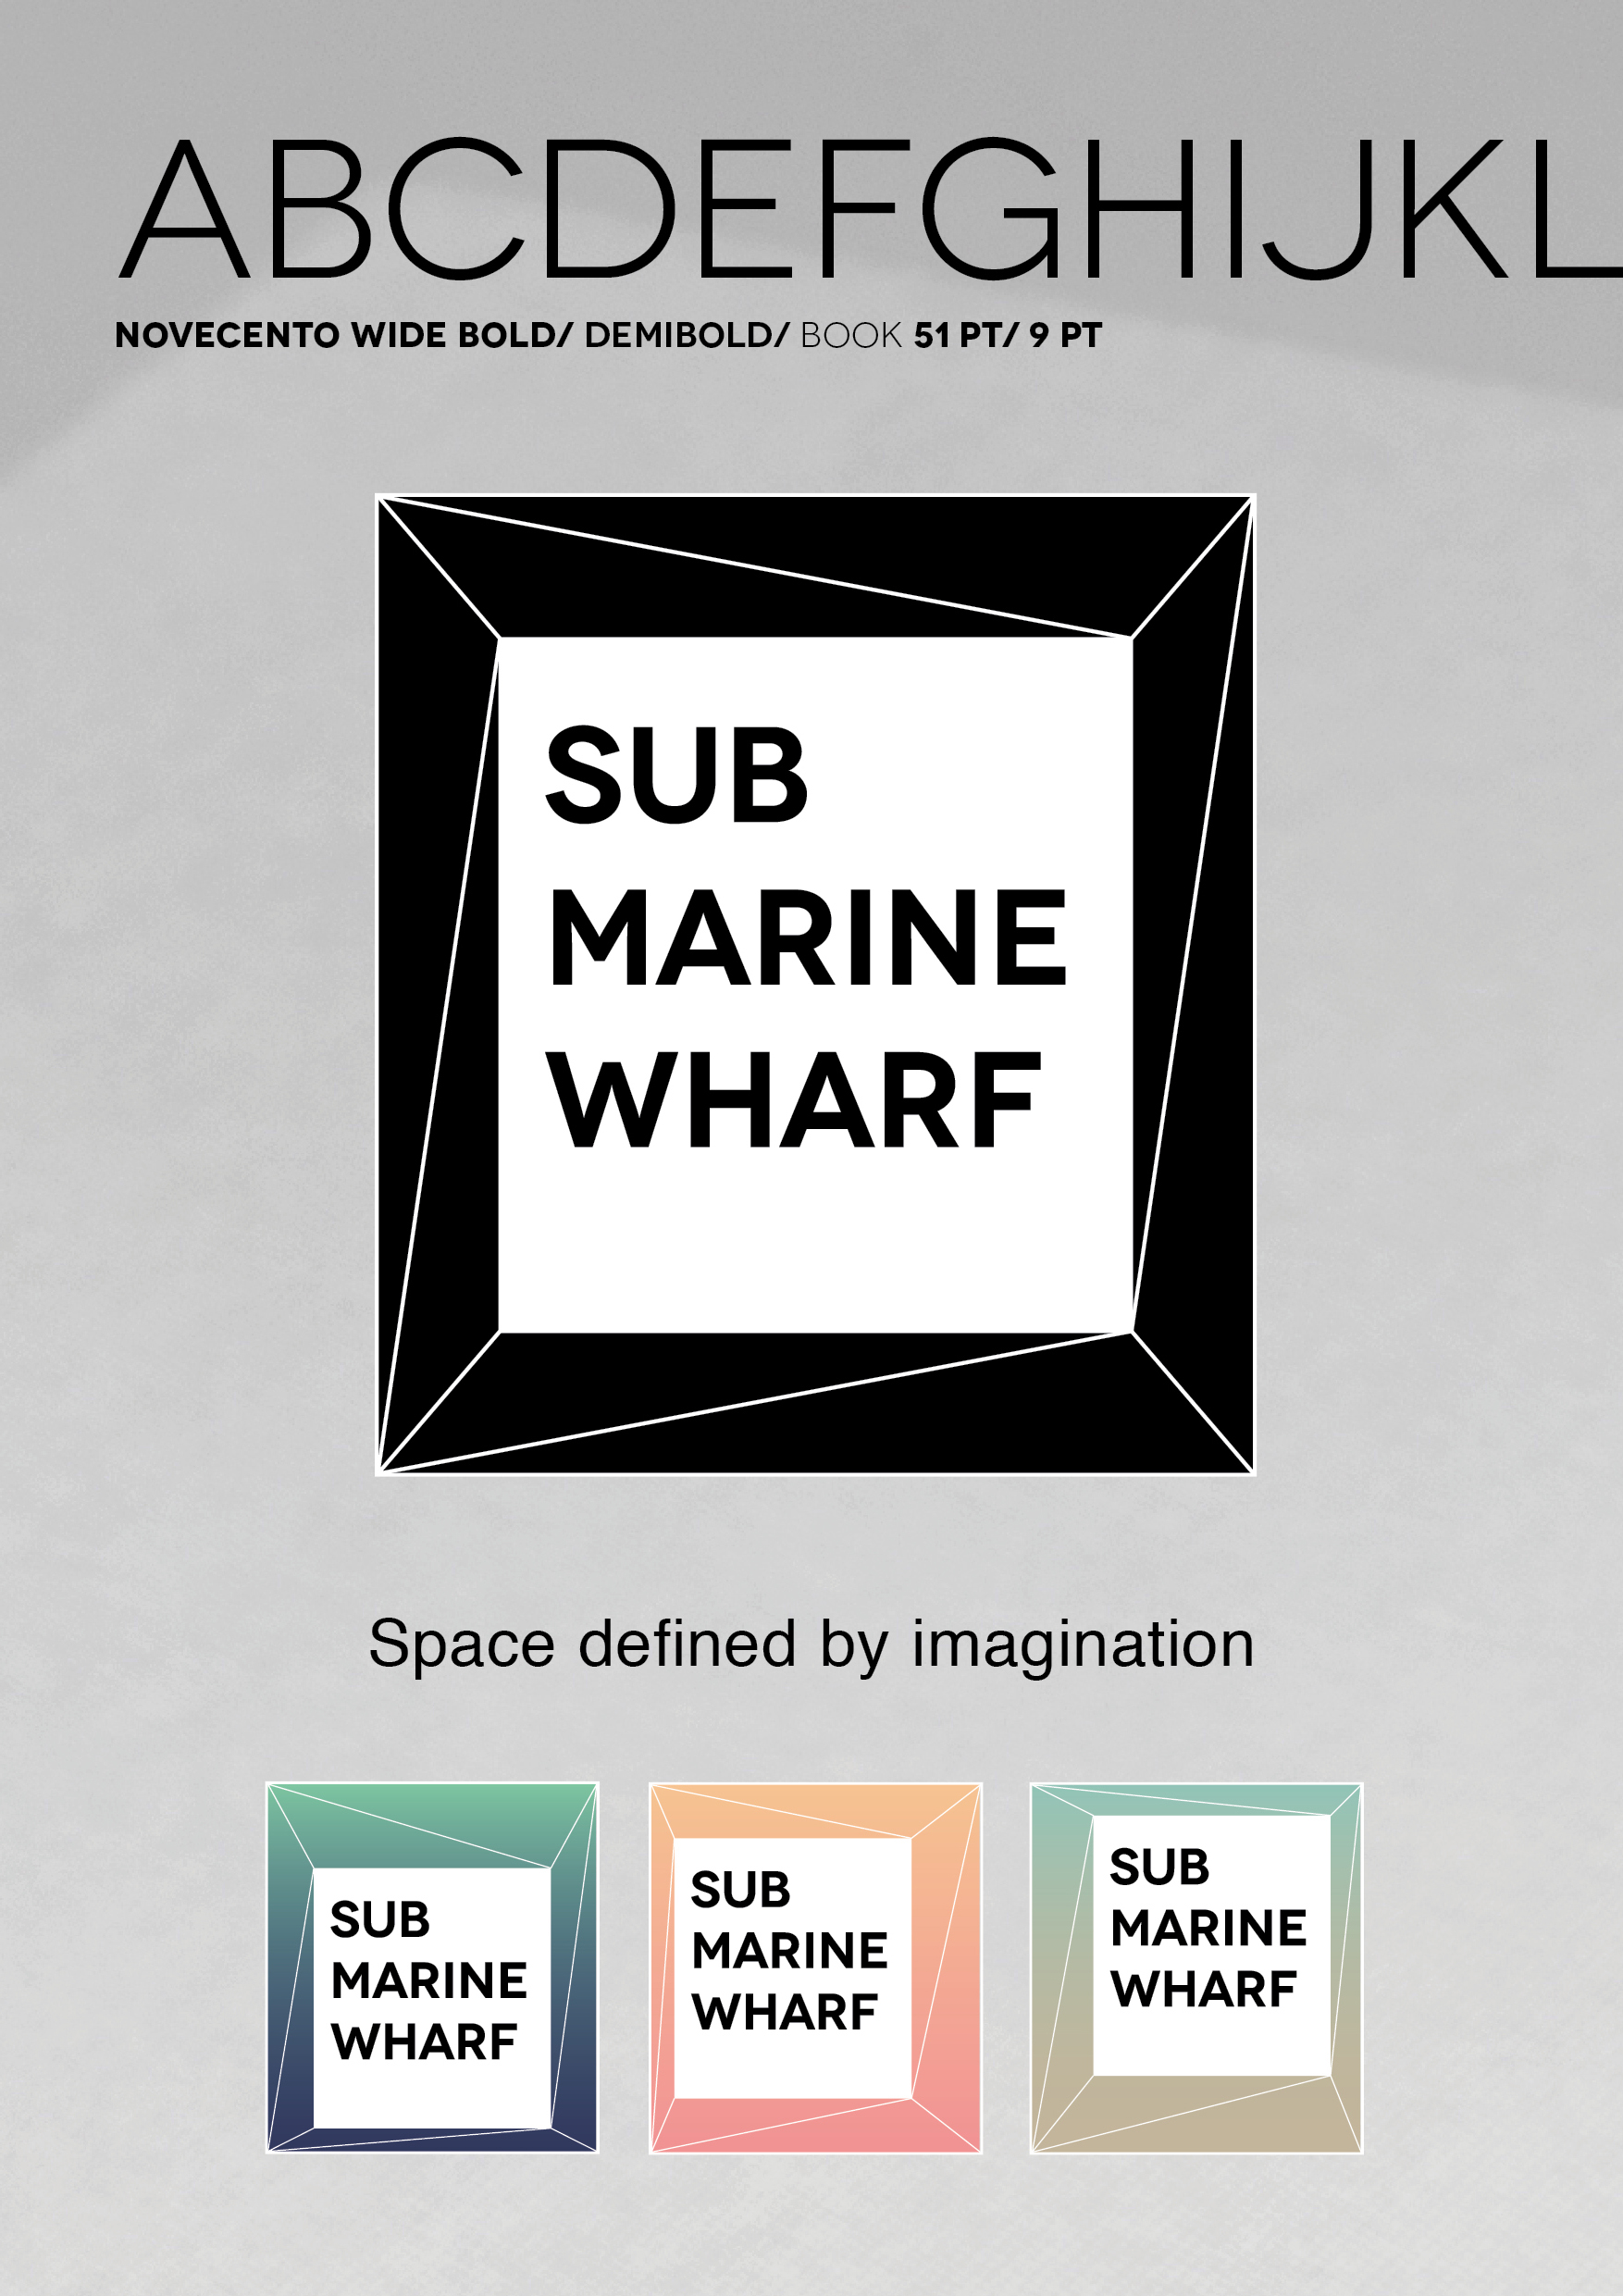 ABCDEFGHIJKL
NOVECENTO WIDE BOLD/ DEMIBOLD/ BOOK 51 PT/ 9 PT
SUB
MARINE
WHARF
Space defined by imagination
SUB
MARINE
WHARF
SUB
MARINE
WHARF
SUB
MARINE
WHARF